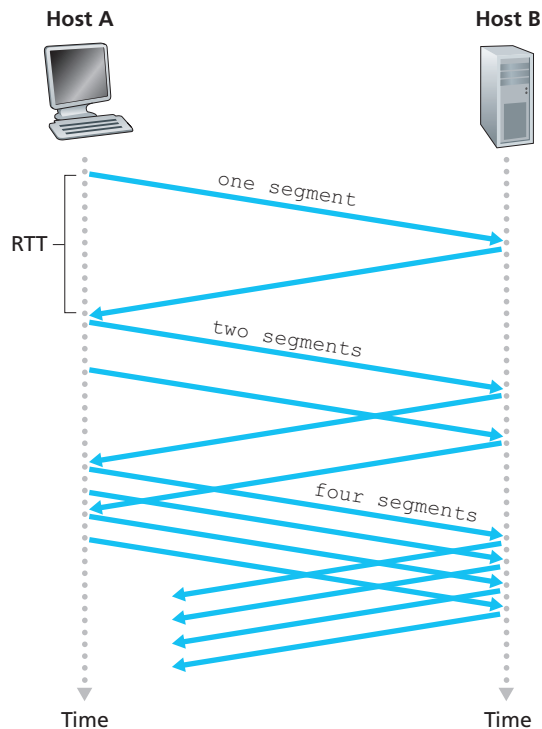 Host A
Host B
one segment
RTT
two segments
four segments
Time
Time